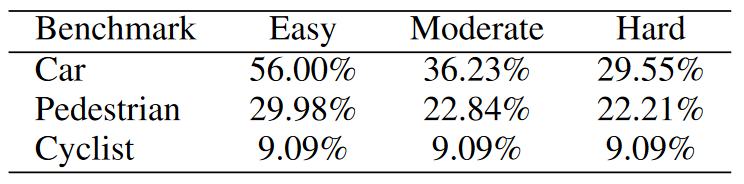 Benchmark Easy Moderate Hard
Car 56.00% 36.23% 29.55%
Pedestrian 29.98% 22.84% 22.21%
Cyclist 9.09% 9.09% 9.09%